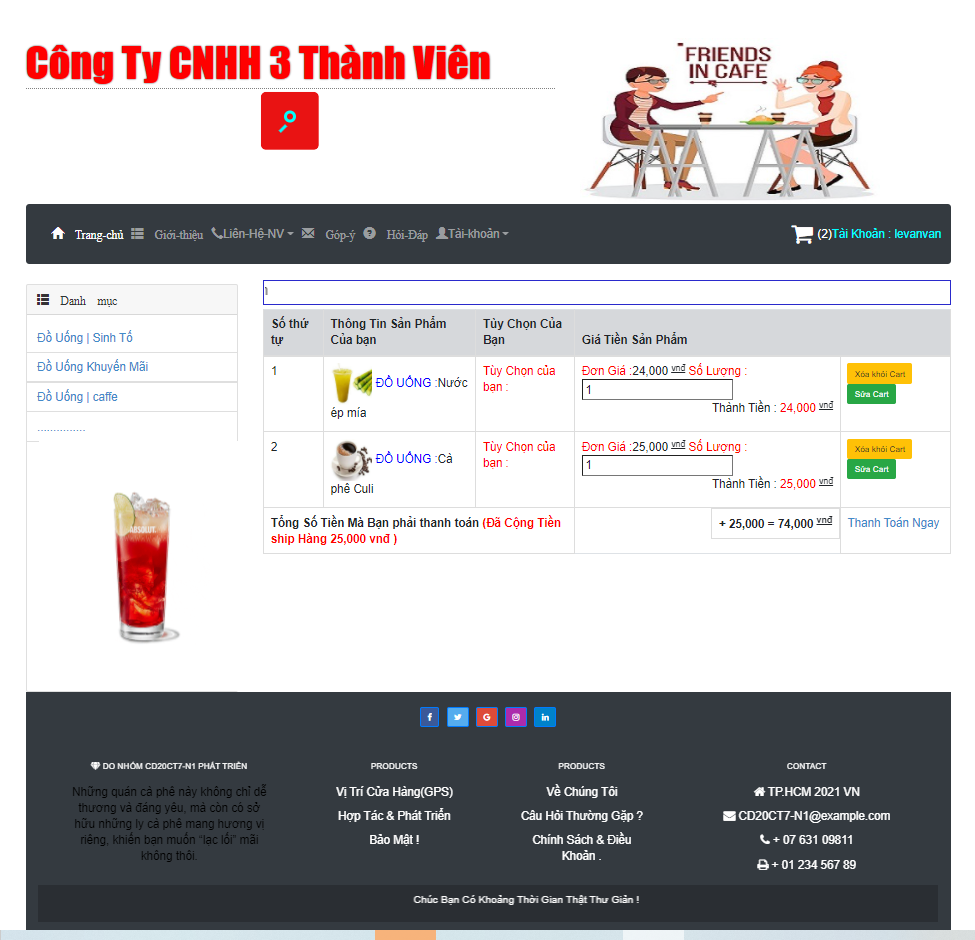 Công Ty CNHH 3 Thành Viên
FRIENDS
IN CAFE
Trang-chủ Giới-thiệu Liên-Hệ-NV Góp-ý Hỏi-Đáp Tài-khoản (2)Tài Khoản : levanvan
Danh mục
Đồ Uống | Sinh Tố
Đồ Uống Khuyến Mãi
Đồ Uống | caffe
...............
ABSOLUT
Số thứ tự
Thông Tin Sản Phẩm Của bạn
Tùy Chọn Của Bạn
Giá Tiền Sản Phẩm
1
ĐỒ UỐNG :Nước
ép mía
Tùy Chọn của
bạn :
Đơn Giá :24,000 vnđ Số Lượng :
1
Thành Tiền : 24,000 vnđ
Xóa khỏi Cart
Sửa Cart
2
ĐỒ UỐNG :Cà
phê Culi
Tùy Chọn của
bạn :
Đơn Giá :25,000 vnđ Số Lượng :
1
Thành Tiền : 25,000 vnđ
Xóa khỏi Cart
Sửa Cart
Tổng Số Tiền Mà Bạn phải thanh toán (Đã Cộng Tiền
ship Hàng 25,000 vnđ )
+ 25,000 = 74,000 vnđ
Thanh Toán Ngay
DO NHÓM CD20CT7-N1 PHÁT TRIỂN
Những quán cà phê này không chỉ dễ
thương và đáng yêu, mà còn có sở
hữu những ly cà phê mang hương vị
riêng, khiến bạn muốn “lạc lối” mãi
không thôi.
PRODUCTS
Vị Trí Cửa Hàng(GPS)
Hợp Tác & Phát Triển
Bảo Mật !
PRODUCTS
Về Chúng Tôi
Câu Hỏi Thường Gặp ?
Chính Sách & Điều
Khoản .
CONTACT
TP.HCM 2021 VN
CD20CT7-N1@example.com
+ 07 631 09811
+ 01 234 567 89
Chúc Bạn Có Khoảng Thời Gian Thật Thư Giản !